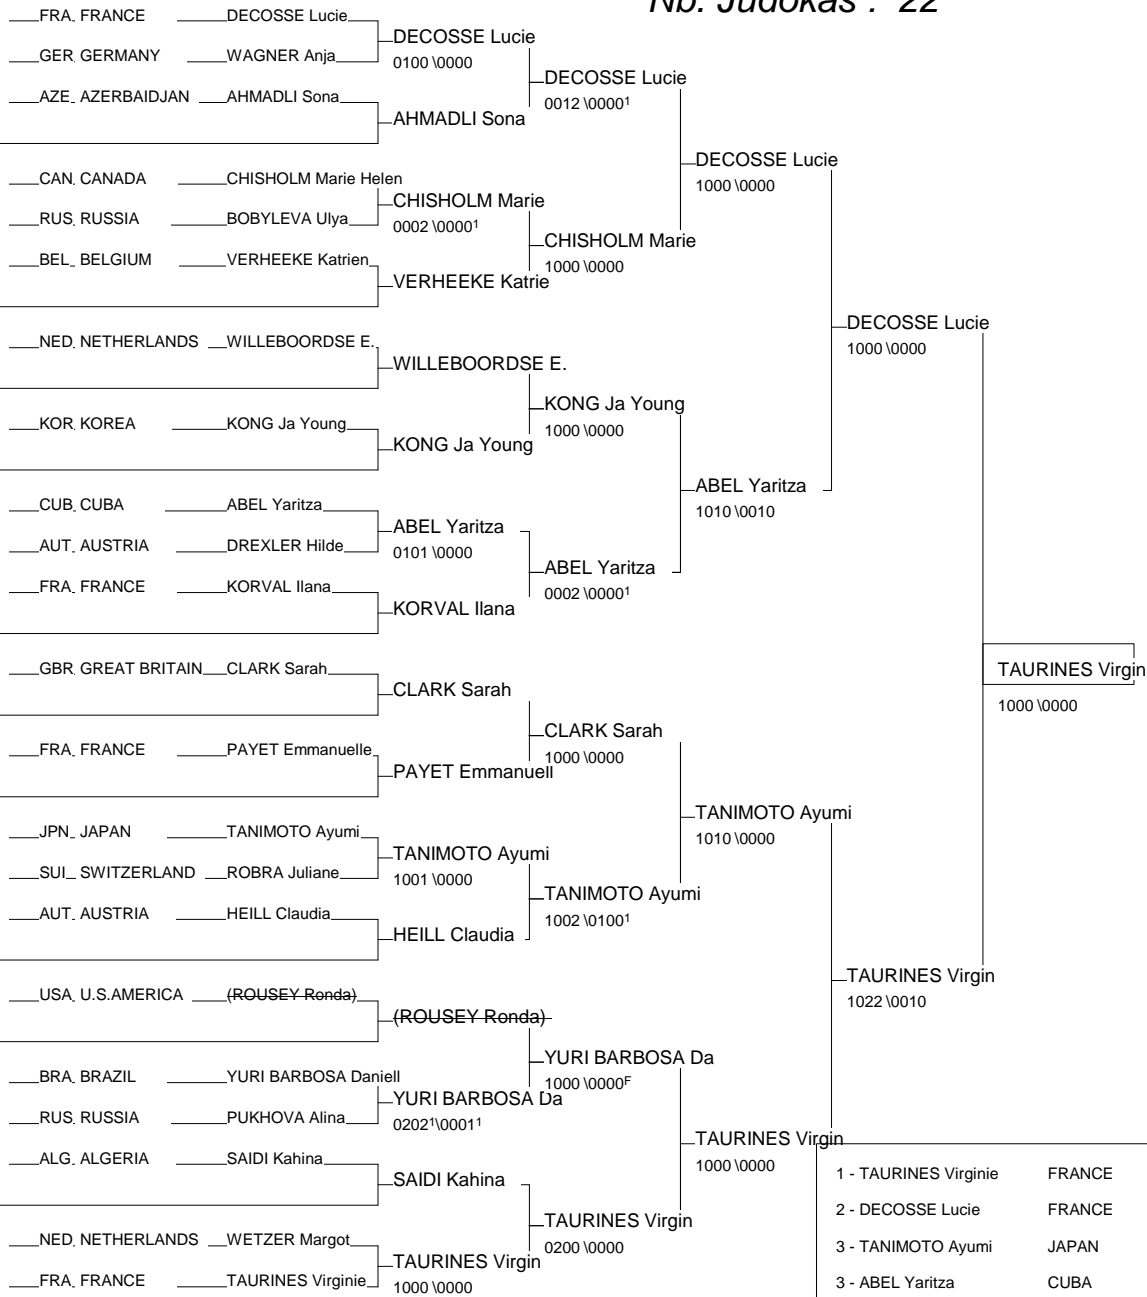 Nb. Judokas : 22
FRA FRANCE DECOSSE Lucie
GER GERMANY WAGNER Anja
DECOSSE Lucie
0100 \0000
AZE AZERBAIDJAN AHMADLI Sona
AHMADLI Sona
DECOSSE Lucie
0012 \0000¹
CAN CANADA CHISHOLM Marie Helen
RUS RUSSIA BOBYLEVA Ulya
CHISHOLM Marie
0002 \0000¹
BEL BELGIUM VERHEEKE Katrien
VERHEEKE Katrie
CHISHOLM Marie
1000 \0000
DECOSSE Lucie
1000 \0000
NED NETHERLANDS WILLEBOORDSE E.
WILLEBOORDSE E.
KOR KOREA KONG Ja Young
KONG Ja Young
KONG Ja Young
1000 \0000
CUB CUBA ABEL Yaritza
AUT AUSTRIA DREXLER Hilde
ABEL Yaritza
0101 \0000
FRA FRANCE KORVAL Ilana
KORVAL Ilana
ABEL Yaritza
0002 \0000¹
ABEL Yaritza
1010 \0010
DECOSSE Lucie
1000 \0000
GBR GREAT BRITAIN CLARK Sarah
CLARK Sarah
FRA FRANCE PAYET Emmanuelle
PAYET Emmanuell
CLARK Sarah
1000 \0000
JPN JAPAN TANIMOTO Ayumi
SUI SWITZERLAND ROBRA Juliane
TANIMOTO Ayumi
1001 \0000
AUT AUSTRIA HEILL Claudia
HEILL Claudia
TANIMOTO Ayumi
1002 \0100¹
TANIMOTO Ayumi
1010 \0000
USA U.S.AMERICA (ROUSEY Ronda)
(ROUSEY Ronda)
BRA BRAZIL YURI BARBOSA Daniell
RUS RUSSIA PUKHOVA Alina
YURI BARBOSA Da
0202¹\0001¹
YURI BARBOSA Da
1000 \0000F
ALG ALGERIA SAIDI Kahina
SAIDI Kahina
NED NETHERLANDS WETZER Margot
FRA FRANCE TAURINES Virginie
TAURINES Virgin
1000 \0000
TAURINES Virgin
0200 \0000
TAURINES Virgin
1000 \0000
TAURINES Virgin
1022 \0010
TAURINES Virgin
1000 \0000
1 - TAURINES Virginie FRANCE
2 - DECOSSE Lucie FRANCE
3 - TANIMOTO Ayumi JAPAN
3 - ABEL Yaritza CUBA